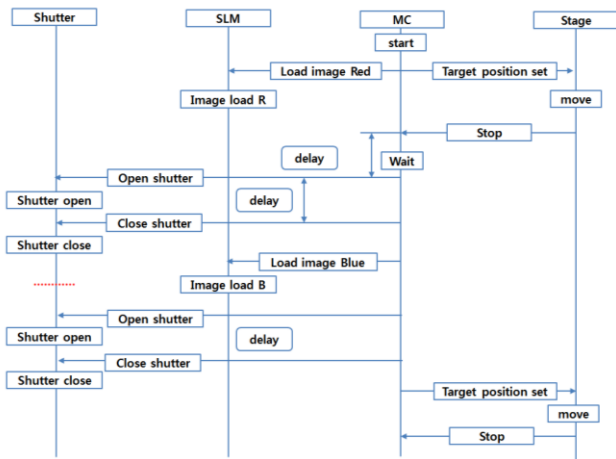 Shutter
SLM
MC
Stage
start
Load image Red
Target position set
Image load R
move
Stop
delay
Wait
Open shutter
Shutter open
delay
Close shutter
Shutter close
Load image Blue
Image load B
Open shutter
Shutter open
delay
Close shutter
Shutter close
Target position set
move
Stop